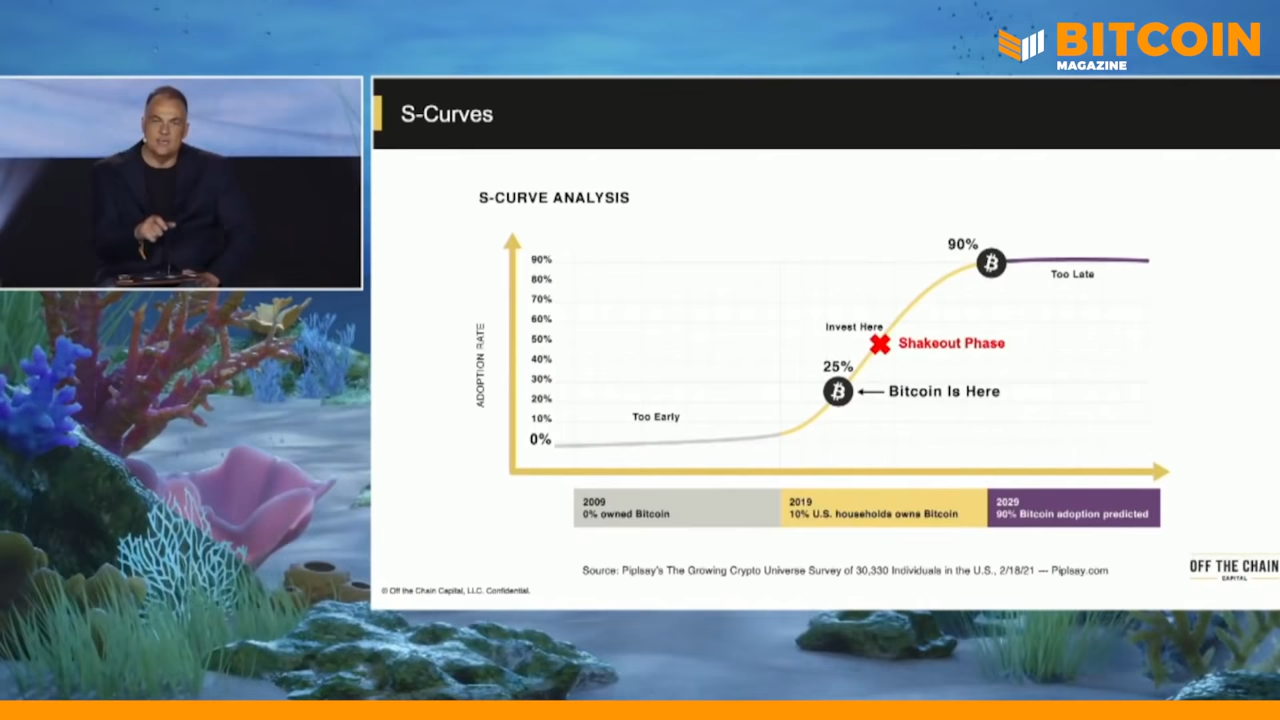 BITCOIN
MAGAZINE
S-Curves
S-CURVE ANALYSIS
ADOPTION RATE
90%
80%
70%
60%
50%
40%
30%
20%
10%
0%
Too Early
25%
Bitcoin Is Here
Invest Here
Shakeout Phase
90%
Too Late
2009
0% owned Bitcoin
2019
10% U.S. households owns Bitcoin
2029
90% Bitcoin adoption predicted
Source: Piplsay's The Growing Crypto Universe Survey of 30,330 Individuals in the U.S., 2/18/21 — Piplsay.com
© Off the Chain Capital, LLC. Confidential.
OFF THE CHAIN
CAPITAL